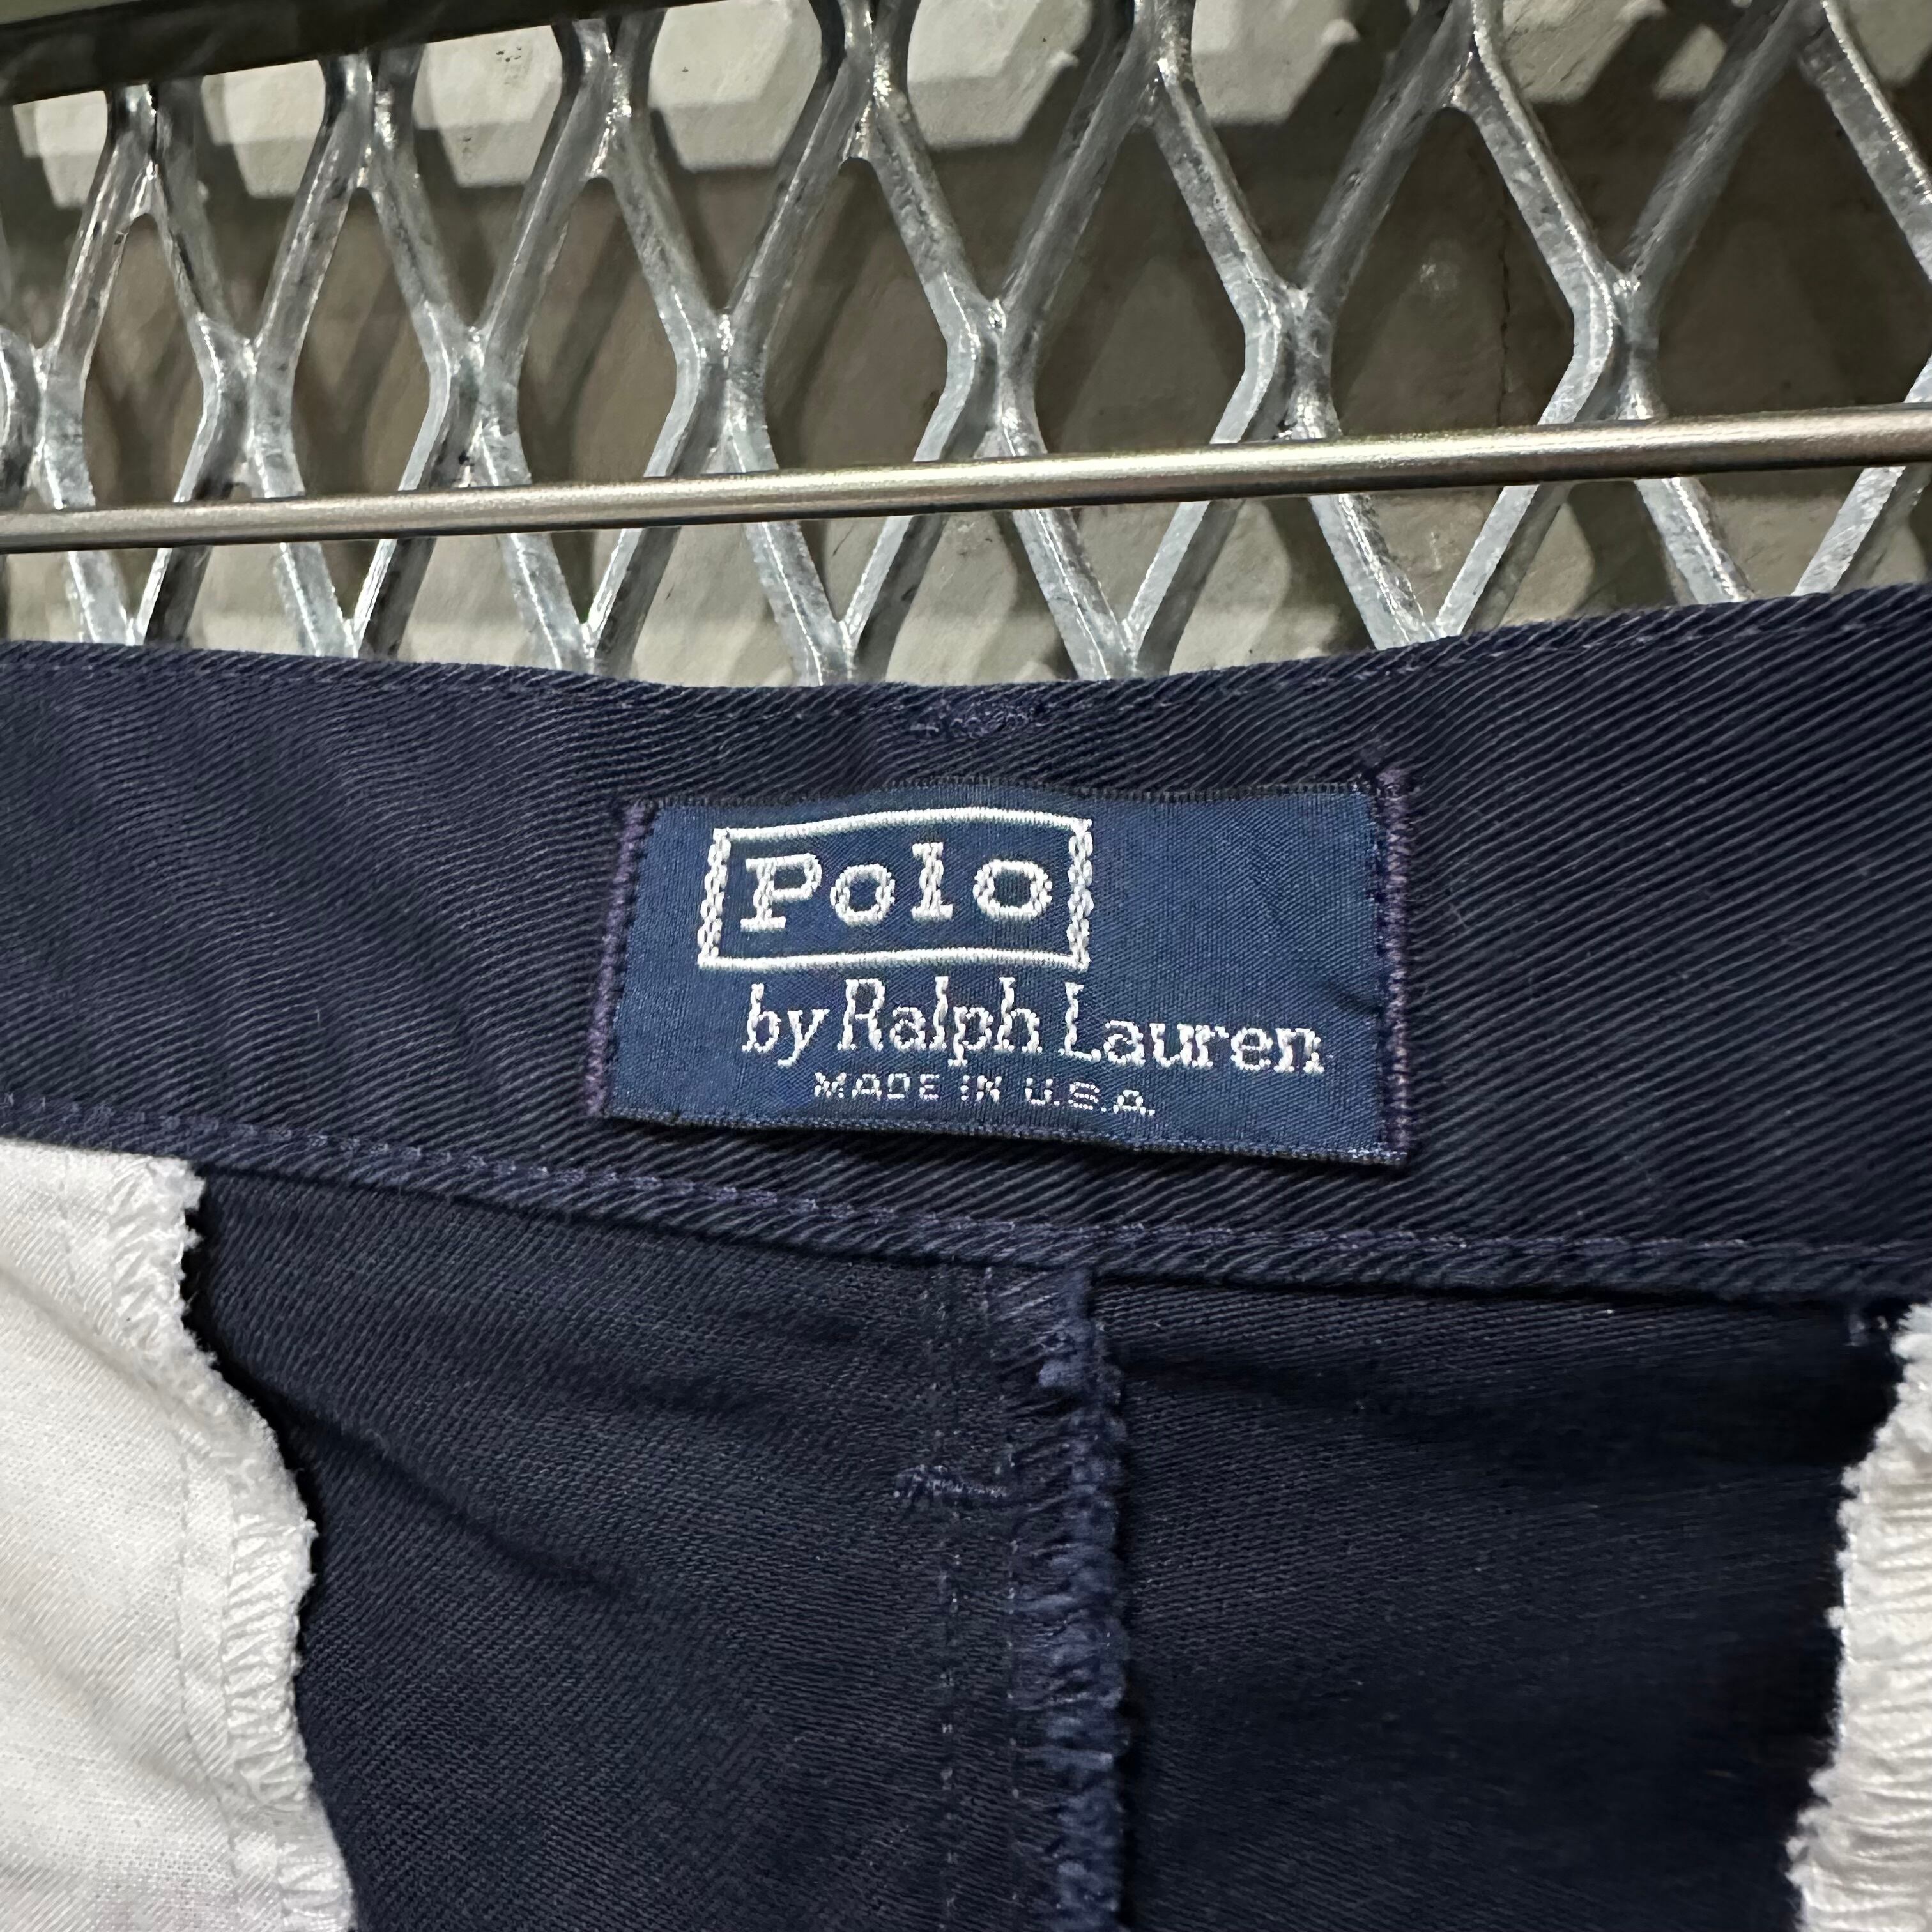 Polo
by Ralph Lauren
MADE IN U.S.A.